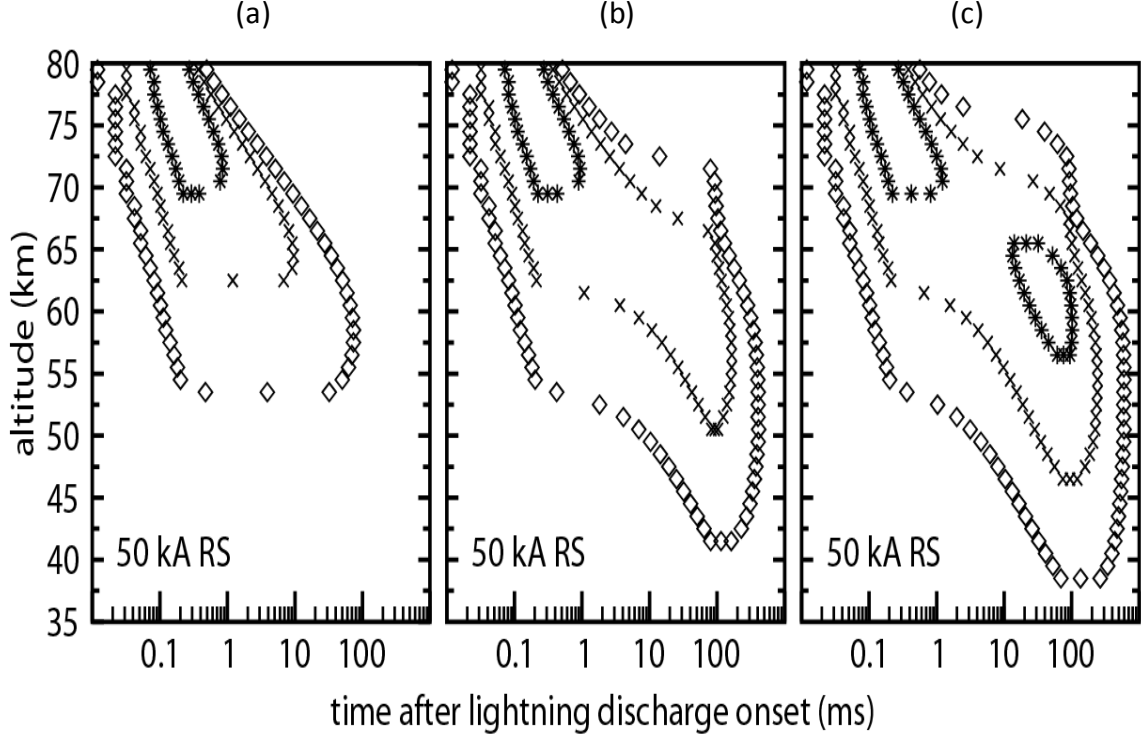 (a) (b) (c)
80
75
70
65
60
55
50
45
40
35
altitude (km)
50 kA RS 50 kA RS 50 kA RS
0.1 1 10 100 0.1 1 10 100 0.1 1 10 100
time after lightning discharge onset (ms)